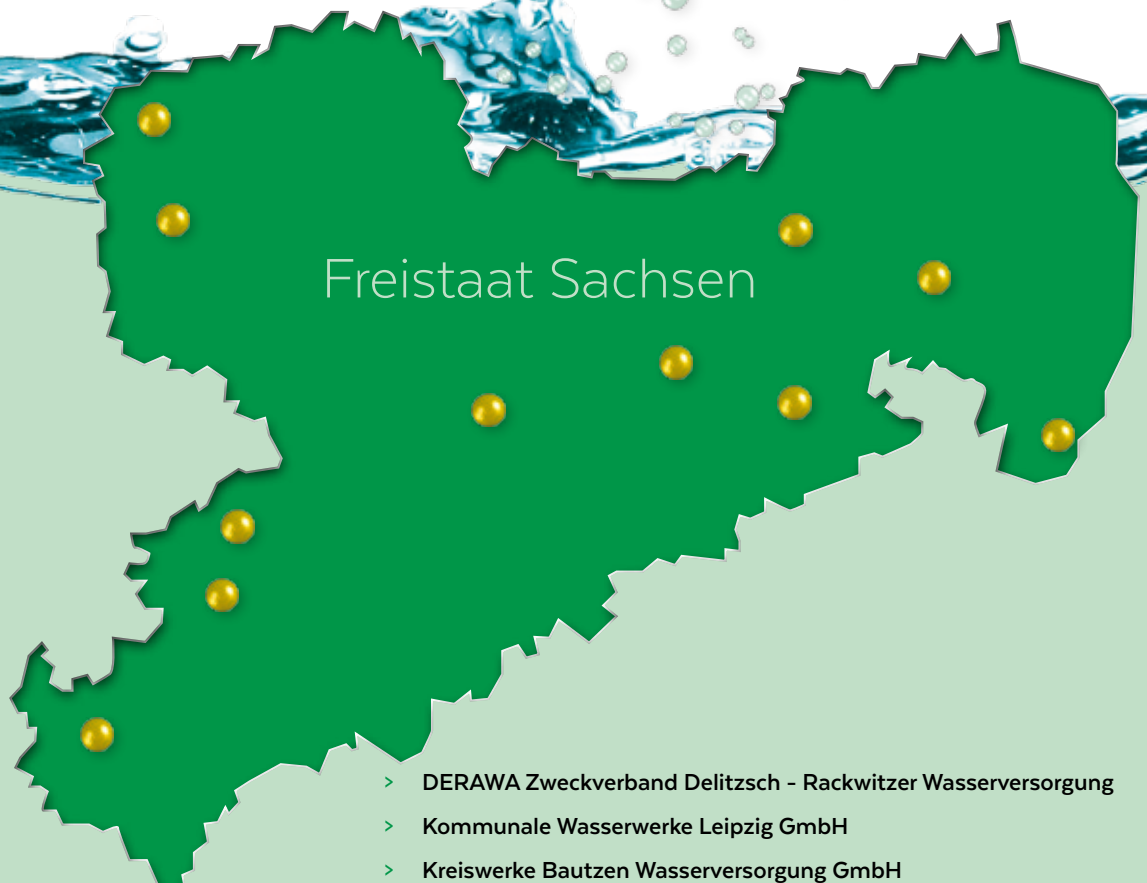 Freistaat Sachsen
> DERAWA Zweckverband Delitzsch - Rackwitzer Wasserversorgung
> Kommunale Wasserwerke Leipzig GmbH
> Kreiswerke Bautzen Wasserversorgung GmbH